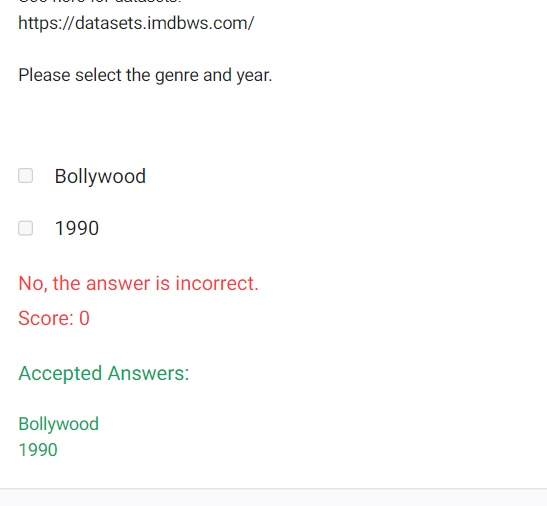 https://datasets.imdbws.com/
Please select the genre and year.
Bollywood
1990
No, the answer is incorrect.
Score: 0
Accepted Answers:
Bollywood
1990